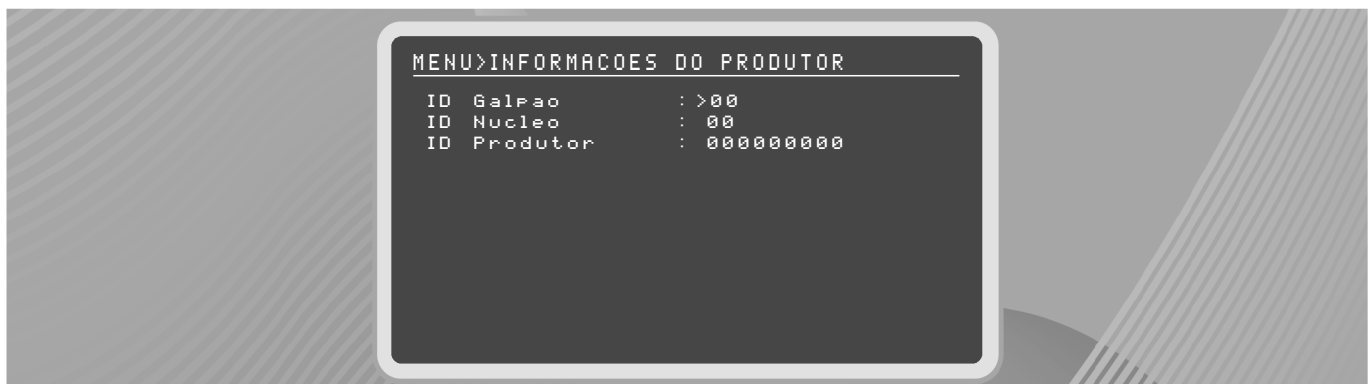 MENU>INFORMACOES DO PRODUTOR
ID Galpao :>00
ID Nucleo : 00
ID Produtor : 000000000